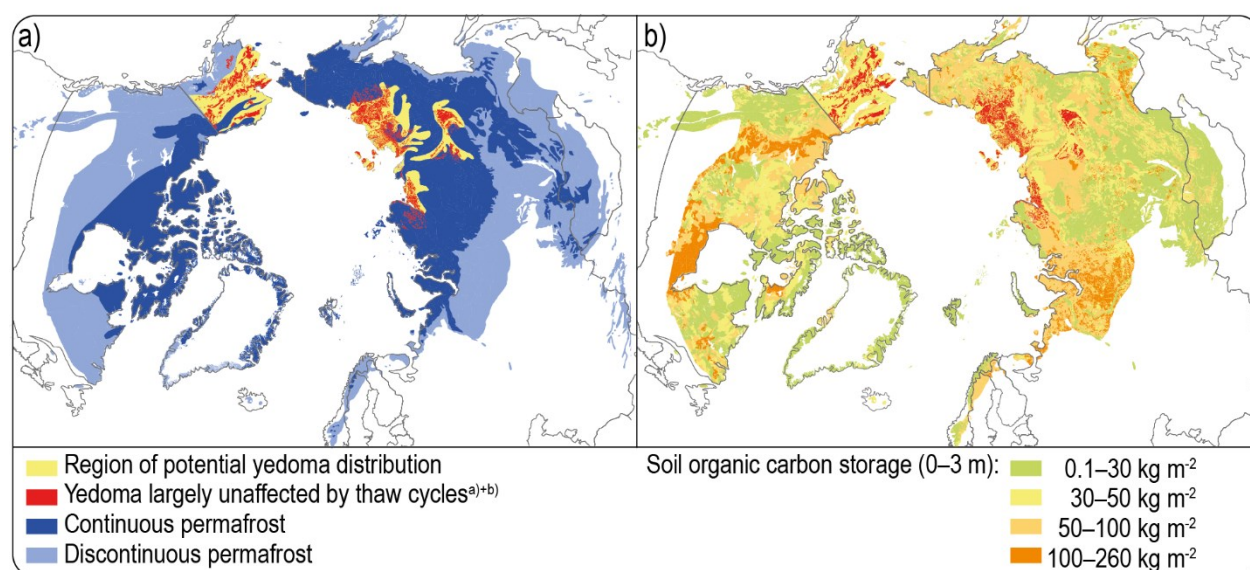 a)
b)
Region of potential yedoma distribution
Yedoma largely unaffected by thaw cyclesᵃ⁾⁺ᵇ⁾
Continuous permafrost
Discontinuous permafrost
Soil organic carbon storage (0–3 m):
0.1–30 kg m⁻²
30–50 kg m⁻²
50–100 kg m⁻²
100–260 kg m⁻²